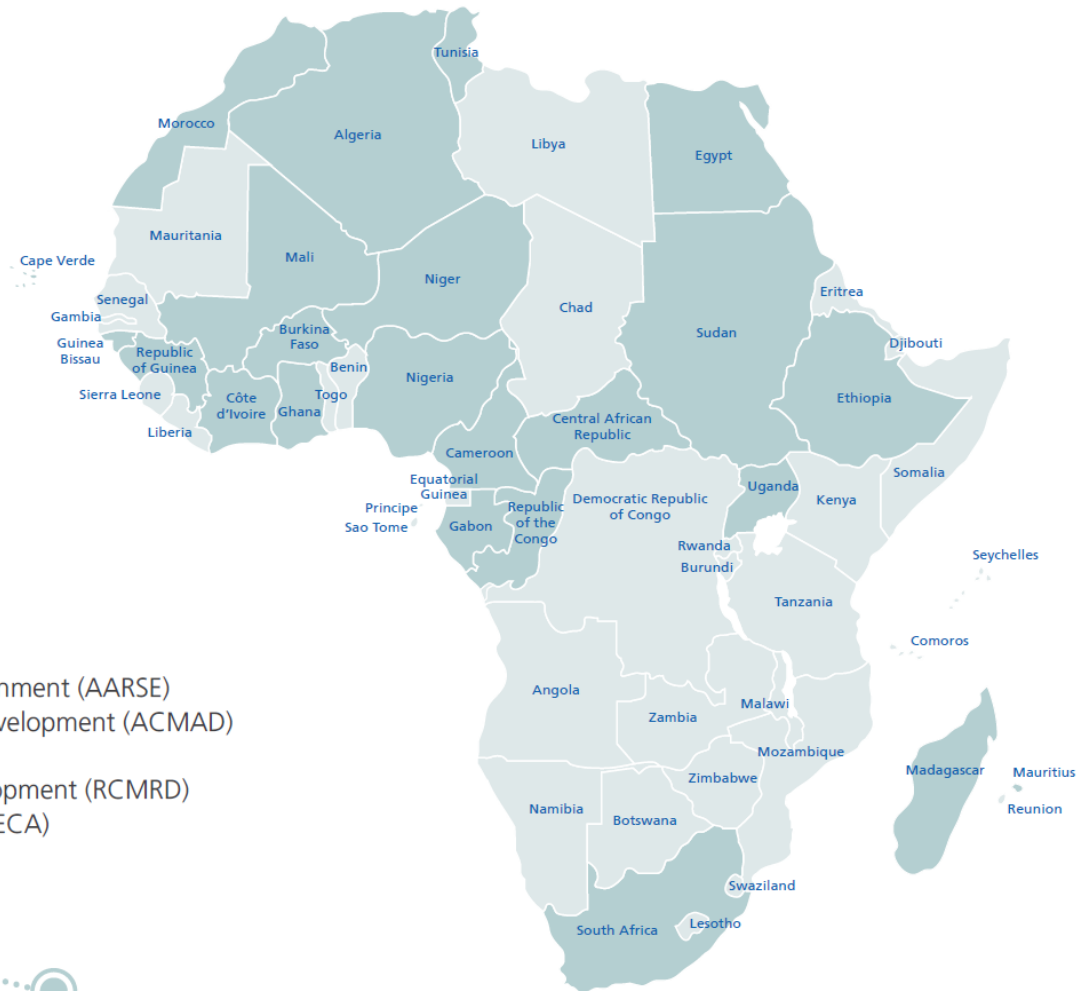 Tunisia
Morocco
Algeria
Libya
Egypt
Mauritania
Mali
Cape Verde
Niger
Chad
Sudan
Eritrea
Senegal
Gambia
Guinea
Bissau
Republic
of Guinea
Burkina
Faso
Benin
Nigeria
Djibouti
Sierra Leone
Côte
d'Ivoire
Ghana
Togo
Ethiopia
Liberia
Central African
Republic
Cameroon
Somalia
Equatorial
Guinea
Uganda
Kenya
Principe
Sao Tome
Gabon
Republic
of the
Congo
Democratic Republic
of Congo
Rwanda
Burundi
Seychelles
Tanzania
Comoros
Angola
Malawi
Zambia
Mozambique
Zimbabwe
Madagascar
Mauritius
Reunion
Namibia
Botswana
Swaziland
Lesotho
South Africa
nment (AARSE)
velopment (ACMAD)
opment (RCMRD)
ECA)